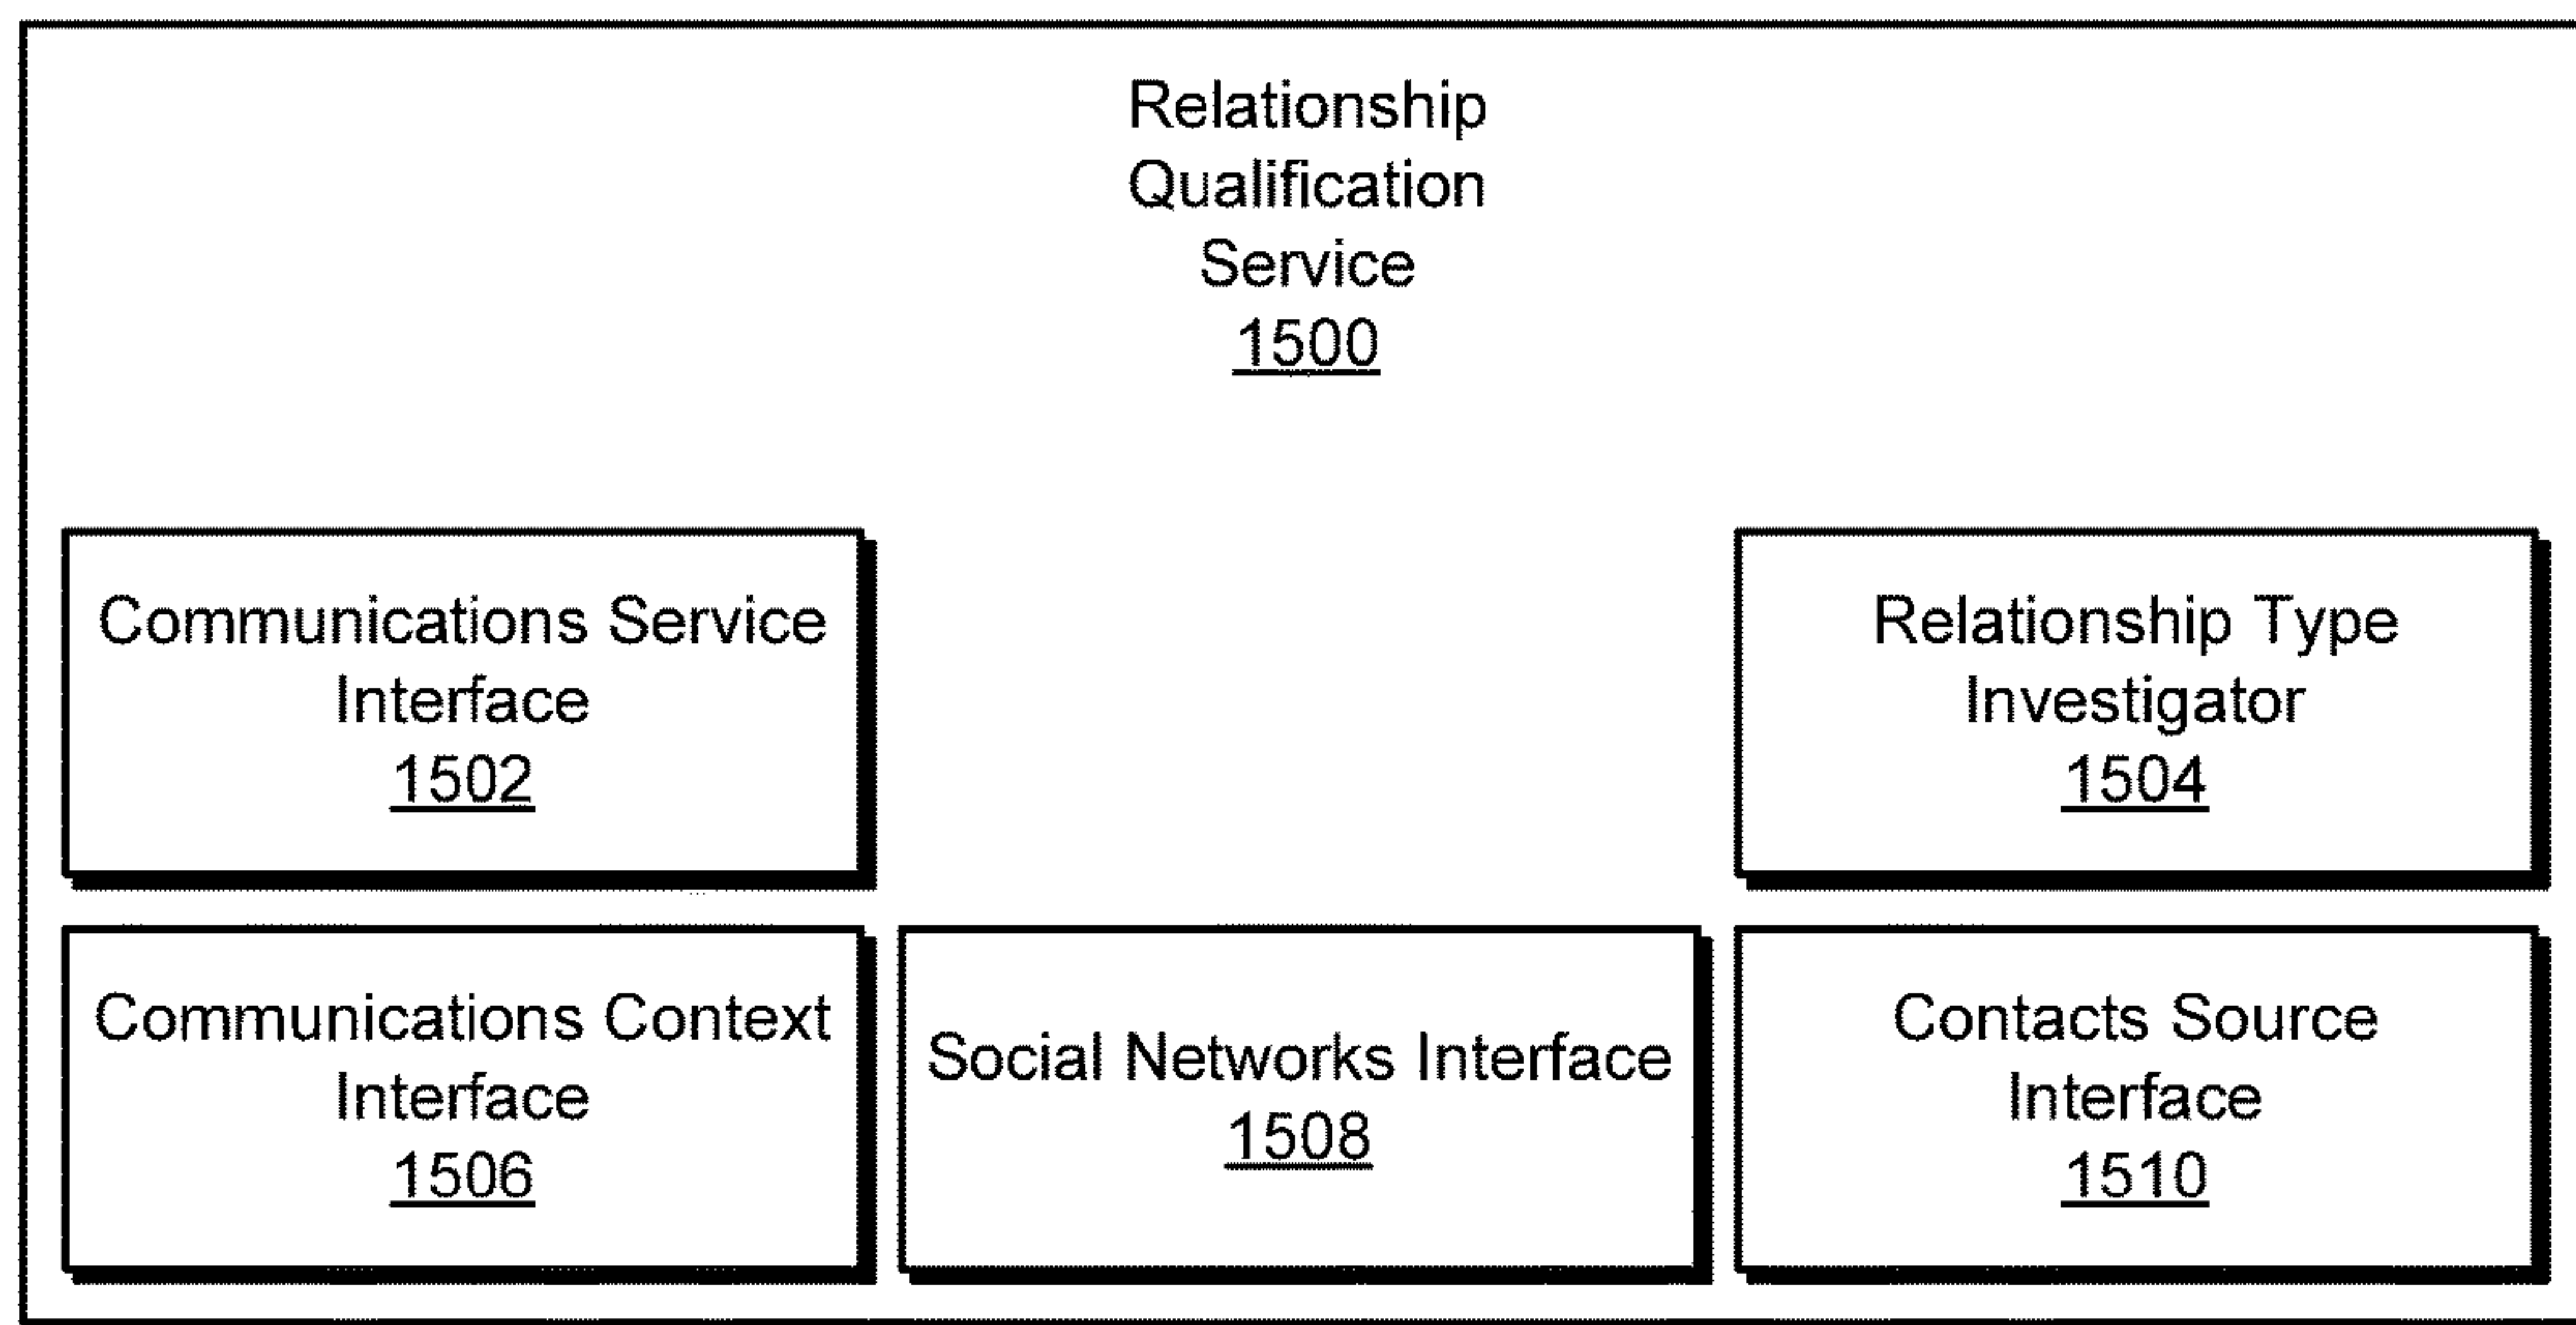 Relationship
Qualification
Service
1500
Communications Service
Interface
1502
Relationship Type
Investigator
1504
Communications Context
Interface
1506
Social Networks Interface
1508
Contacts Source
Interface
1510